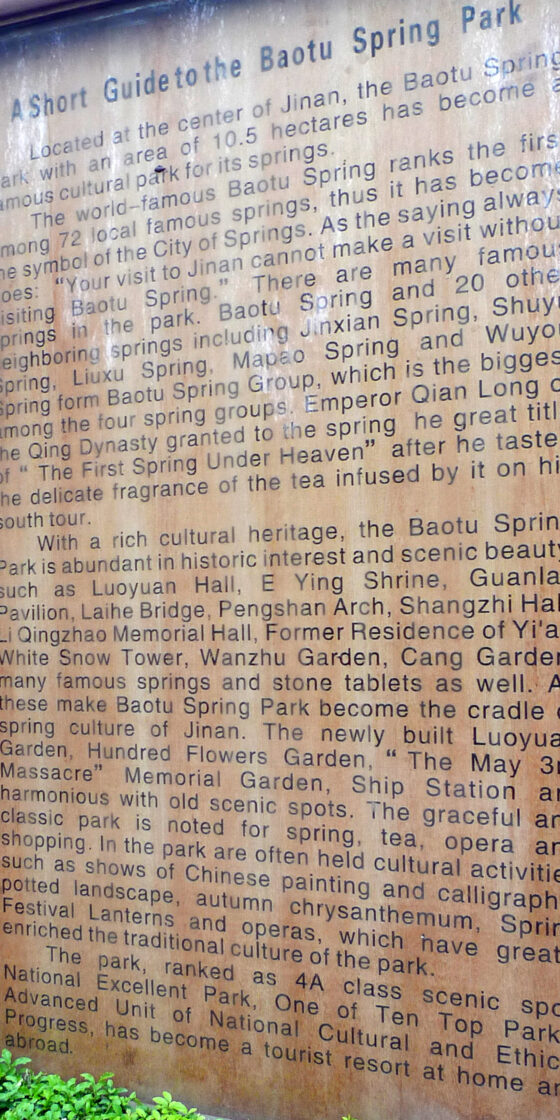 A Short Guide to the Baotu Spring Park
Located at the center of Jinan, the Baotu Spring
ark with an area of 10.5 hectares has become a
amous cultural park for its springs.
The world-famous Baotu Spring ranks the firs
mong 72 local famous springs, thus it has become
he symbol of the City of Springs. As the saying always
oes: “Your visit to Jinan cannot make a visit withou
isiting Baotu Spring.” There are many famou
prings in the park. Baotu Spring and 20 othe
eighboring springs including Jinxian Spring, Shuy
Spring, Liuxu Spring, Mapao Spring and Wuyo
Spring form Baotu Spring Group, which is the bigges
among the four spring groups. Emperor Qian Long o
he Qing Dynasty granted to the spring he great titl
of “ The First Spring Under Heaven” after he taste
he delicate fragrance of the tea infused by it on hi
south tour.
With a rich cultural heritage, the Baotu Sprin
Park is abundant in historic interest and scenic beauty
such as Luoyuan Hall, E Ying Shrine, Guanla
Pavilion, Laihe Bridge, Pengshan Arch, Shangzhi Hal
Li Qingzhao Memorial Hall, Former Residence of Yi'a
White Snow Tower, Wanzhu Garden, Cang Garden
many famous springs and stone tablets as well. A
these make Baotu Spring Park become the cradle o
spring culture of Jinan. The newly built Luoyua
Garden, Hundred Flowers Garden, “ The May 3r
Massacre” Memorial Garden, Ship Station ar
harmonious with old scenic spots. The graceful an
classic park is noted for spring, tea, opera an
shopping. In the park are often held cultural activitie
such as shows of Chinese painting and calligraph
potted landscape, autumn chrysanthemum, Sprin
Festival Lanterns and operas, which have great
enriched the traditional culture of the park.
The park, ranked as 4A class scenic spo
National Excellent Park, One of Ten Top Park
Advanced Unit of National Cultural and Ethic
Progress, has become a tourist resort at home an
abroad.